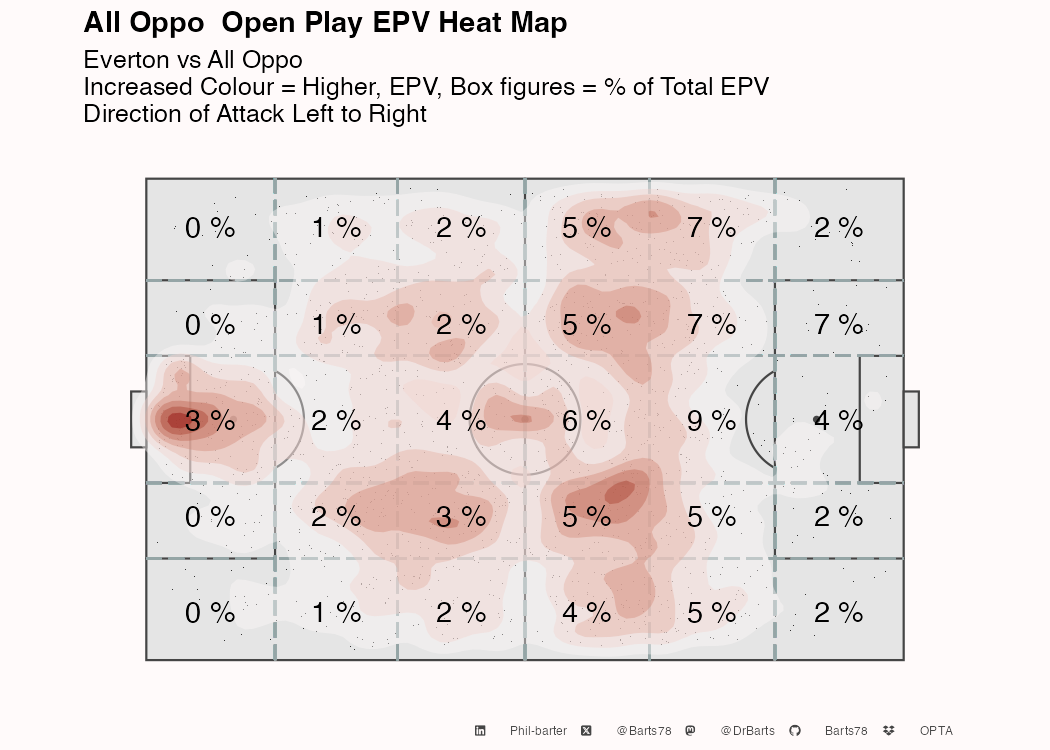 All Oppo  Open Play EPV Heat Map
Everton vs All Oppo
Increased Colour = Higher, EPV, Box figures = % of Total EPV
Direction of Attack Left to Right
0 % 1 % 2 % 5 % 7 % 2 %
0 % 1 % 2 % 5 % 7 % 7 %
3 % 2 % 4 % 6 % 9 % 4 %
0 % 2 % 3 % 5 % 5 % 2 %
0 % 1 % 2 % 4 % 5 % 2 %
Phil-barter @Barts78 @DrBarts Barts78 OPTA